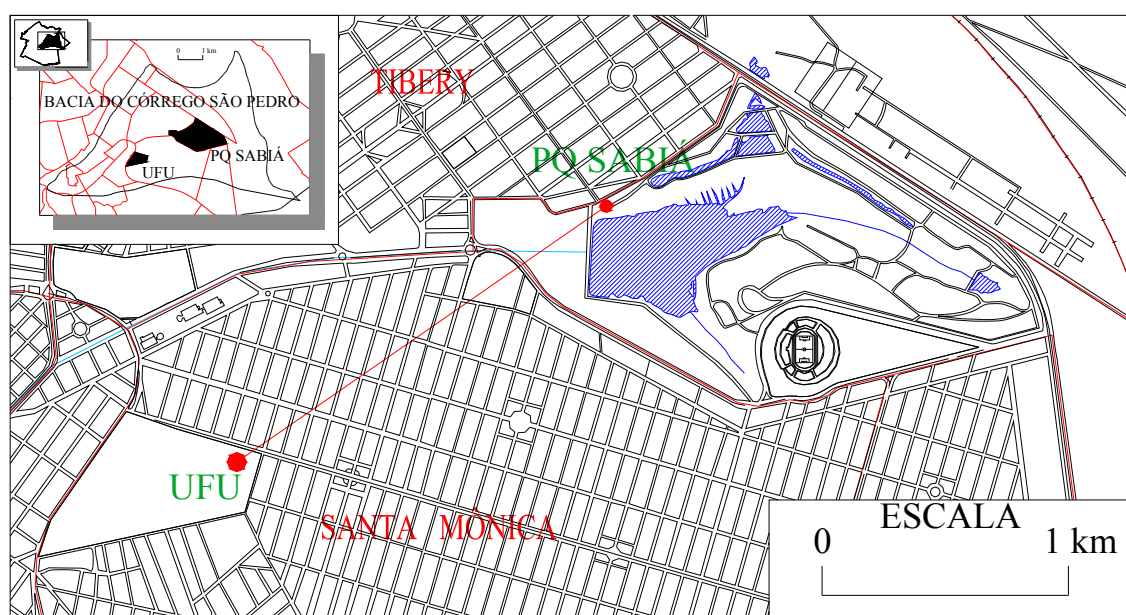 0 1 km
BACIA DO CÓRREGO SÃO PEDRO
PQ SABIÁ
UFU
TIBERY
PQ SABIÁ
UFU
SANTA MÔNICA
ESCALA
0 1 km